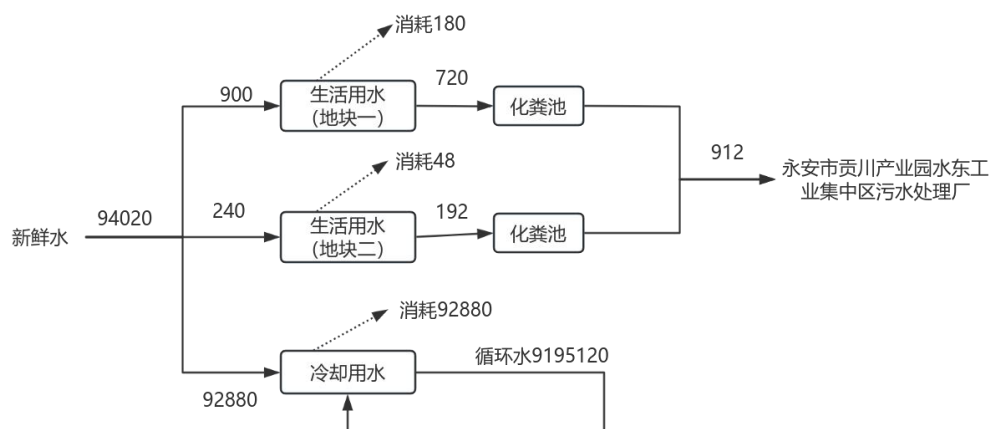 消耗180
900
生活用水
（地块一）
720
化粪池
912
永安市贡川产业园水东工
业集中区污水处理厂
消耗48
新鲜水
94020
240
生活用水
（地块二）
192
化粪池
消耗92880
循环水9195120
冷却用水
92880